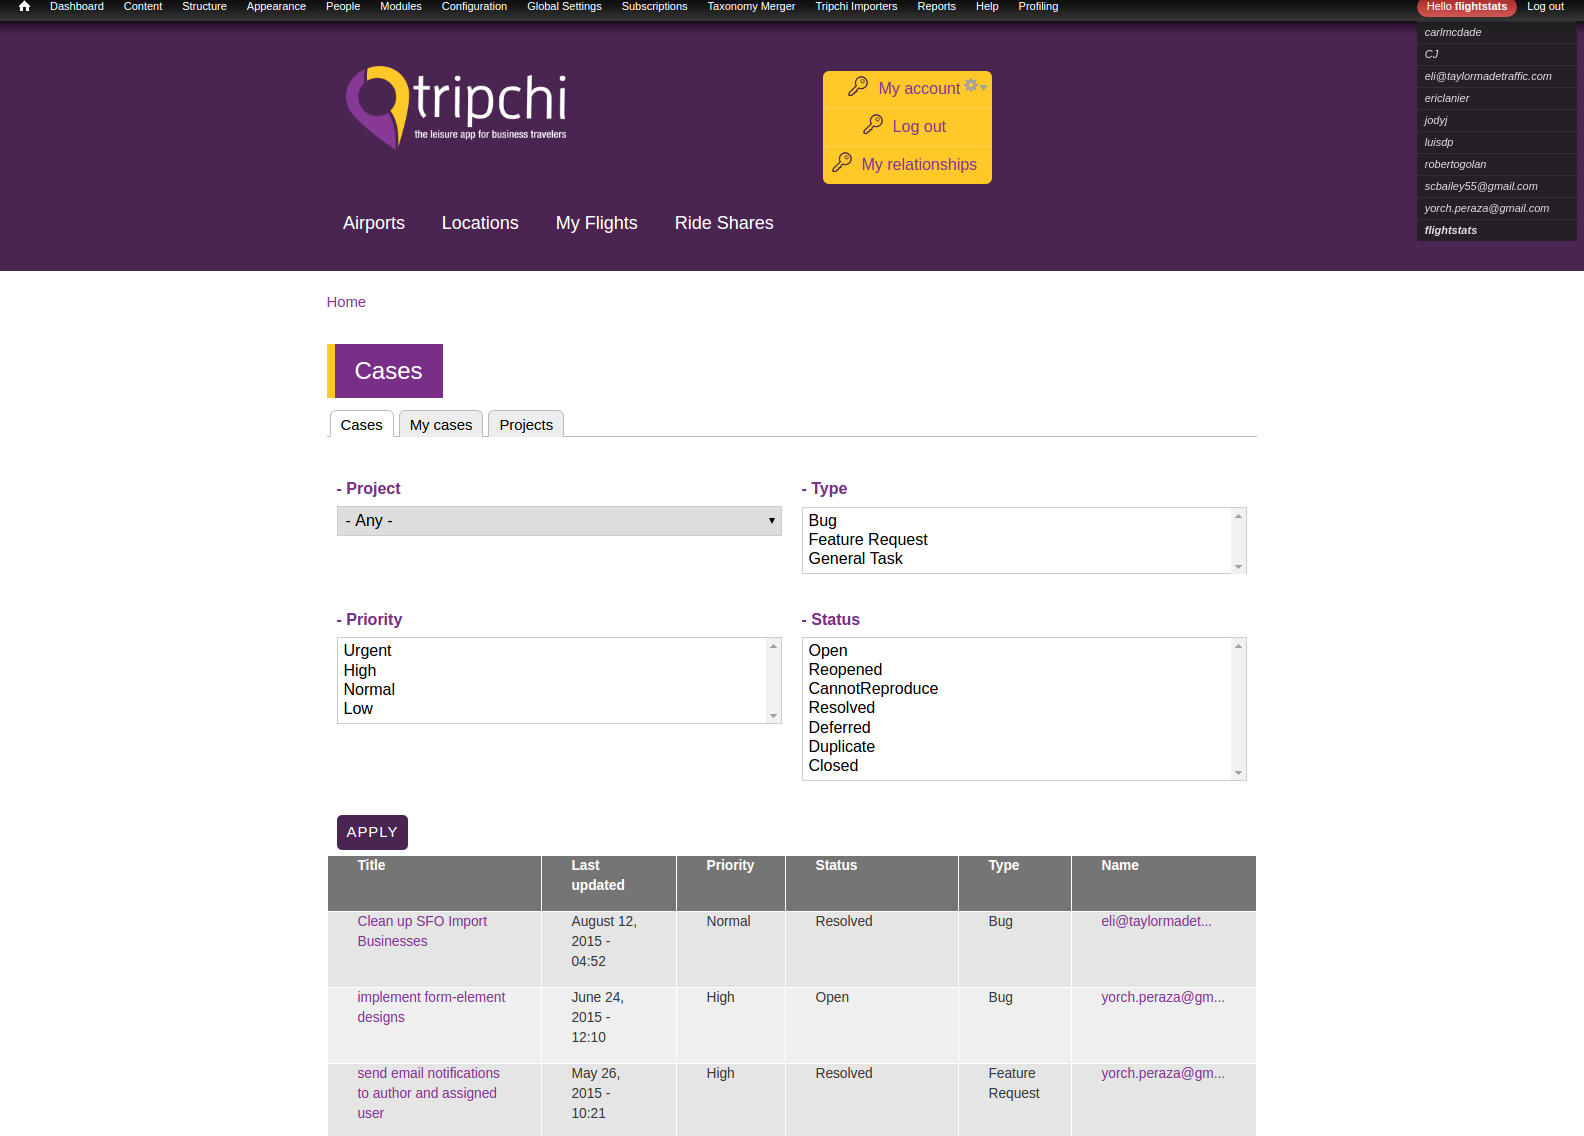 Dashboard Content Structure Appearance People Modules Configuration Global Settings Subscriptions Taxonomy Merger Tripchi Importers Reports Help Profiling Hello flightstats Log out
carlmcdade
CJ
eli@taylormadetraffic.com
ericlanier
jodyj
luisdp
robertogolan
scbailey55@gmail.com
yorch.peraza@gmail.com
flightstats
tripchi
the leisure app for business travelers
My account
Log out
My relationships
Airports Locations My Flights Ride Shares
Home
Cases
Cases My cases Projects
- Project
- Any -
- Type
Bug
Feature Request
General Task
- Priority
Urgent
High
Normal
Low
- Status
Open
Reopened
CannotReproduce
Resolved
Deferred
Duplicate
Closed
APPLY
Title Last updated Priority Status Type Name
Clean up SFO Import Businesses August 12, 2015 - 04:52 Normal Resolved Bug eli@taylormadet...
implement form-element designs June 24, 2015 - 12:10 High Open Bug yorch.peraza@gm...
send email notifications to author and assigned user May 26, 2015 - 10:21 High Resolved Feature Request yorch.peraza@gm...